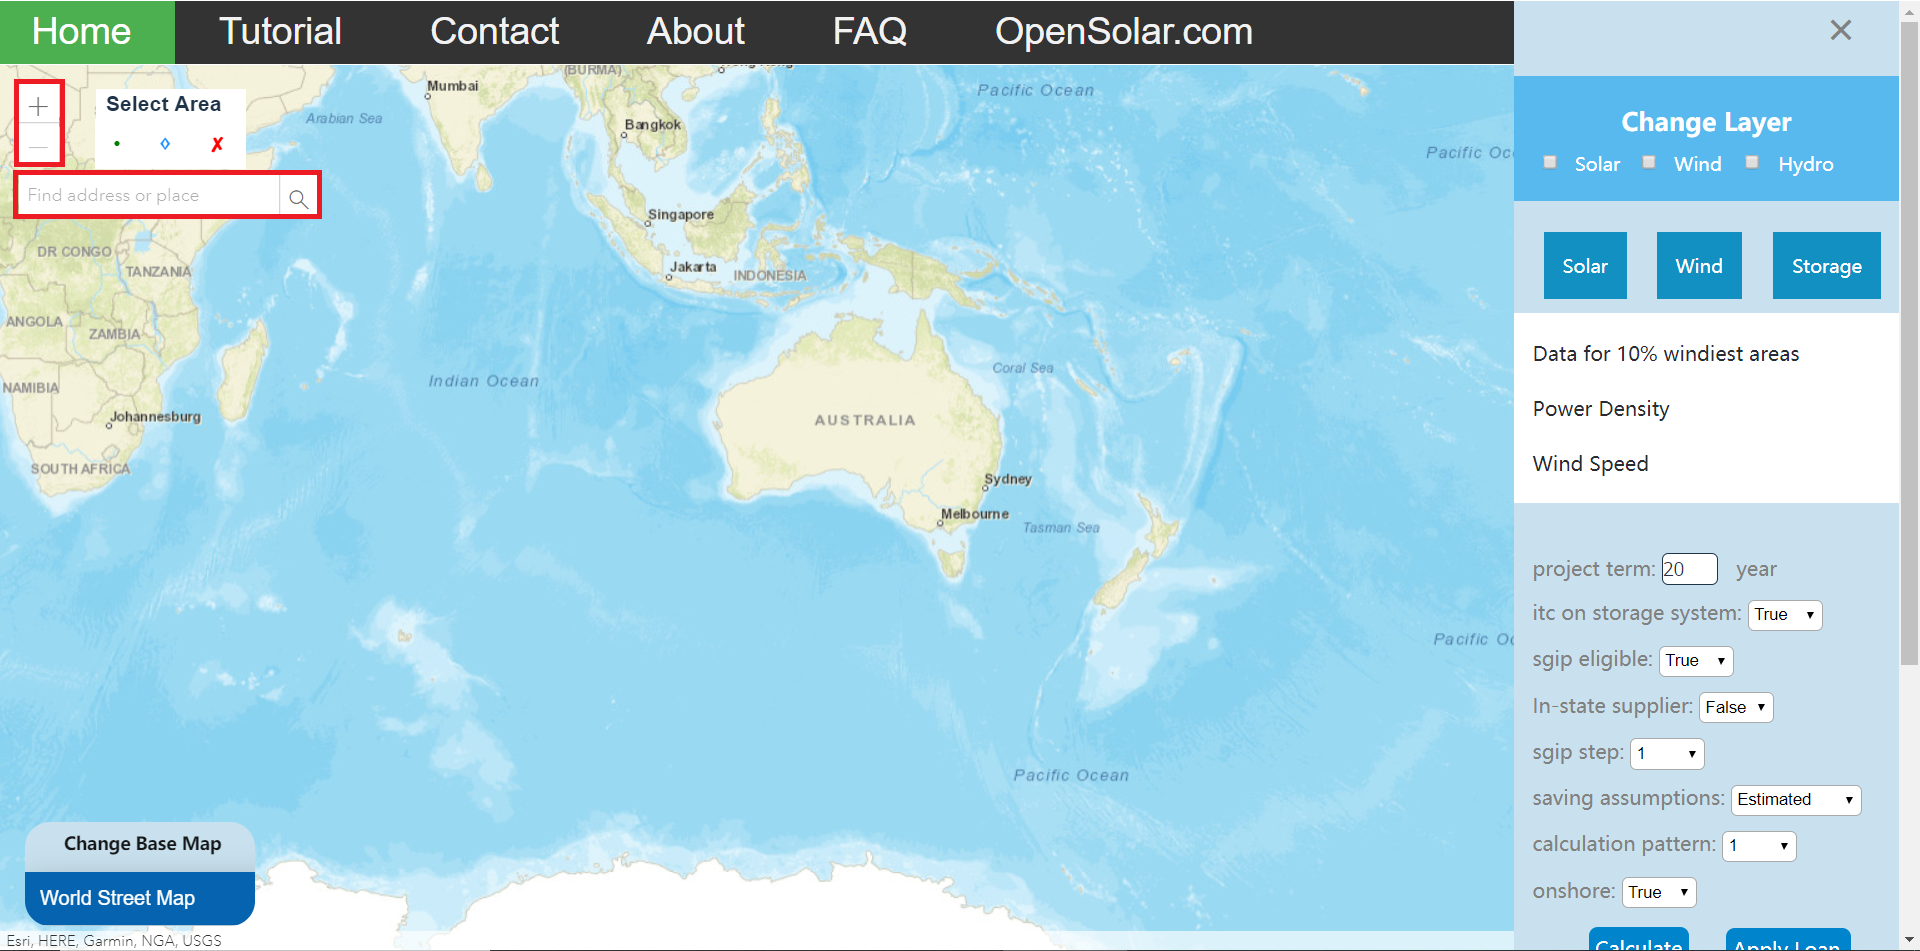 Home Tutorial Contact About FAQ OpenSolar.com
×
+
Select Area
Find address or place
(BURMA)
Mumbai
Arabian Sea
Bangkok
Pacific Ocean
Singapore
Jakarta
INDONESIA
DR CONGO
TANZANIA
ANGOLA
ZAMBIA
NAMIBIA
Johannesburg
SOUTH AFRICA
Indian Ocean
Coral Sea
AUSTRALIA
Sydney
Melbourne
Tasman Sea
Pacific Oc
Pacific Oc
Pacific Ocean
Change Base Map
World Street Map
Esri, HERE, Garmin, NGA, USGS
Change Layer
Solar Wind Hydro
Solar Wind Storage
Data for 10% windiest areas
Power Density
Wind Speed
project term: 20 year
itc on storage system: True
sgip eligible: True
In-state supplier: False
sgip step: 1
saving assumptions: Estimated
calculation pattern: 1
onshore: True
Calculate Apply Loan